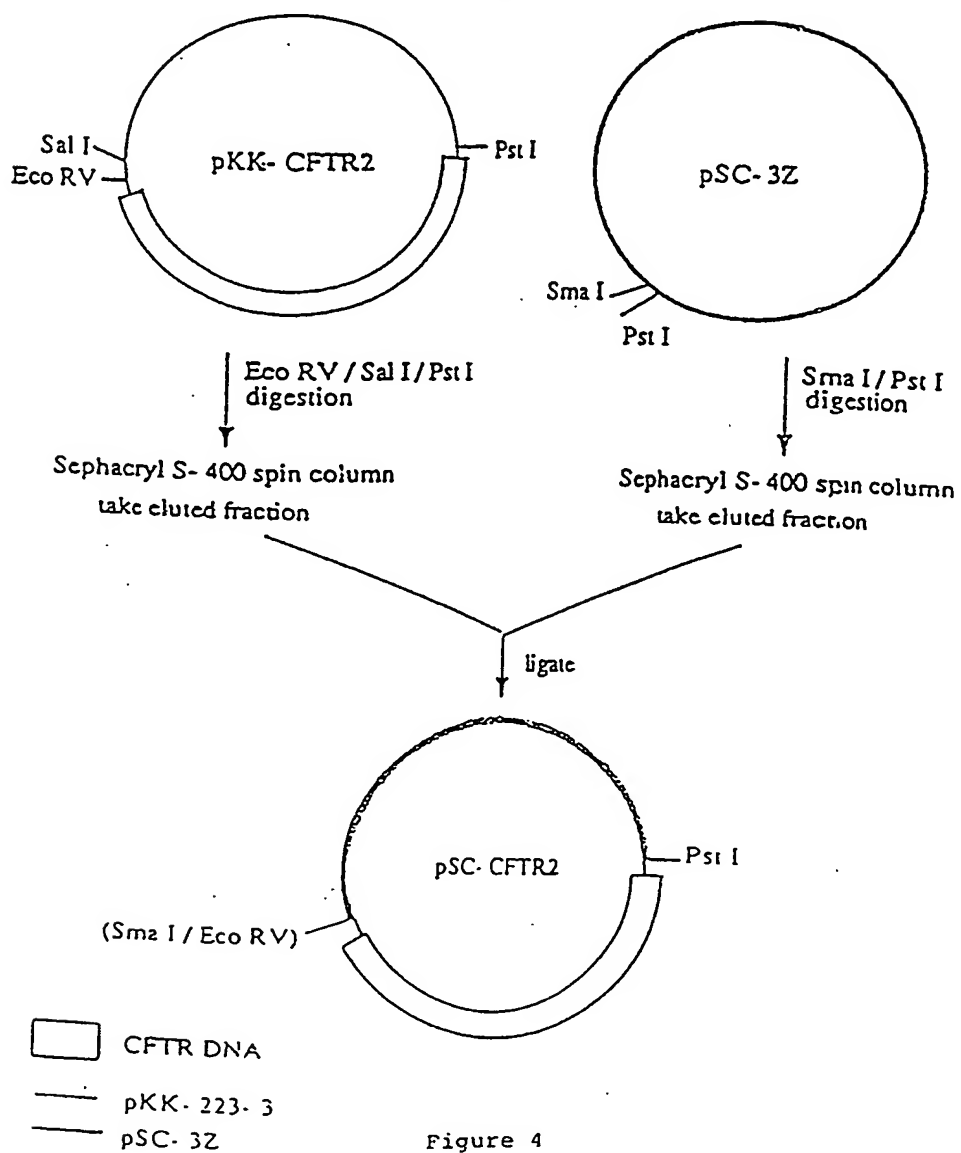 Sal I
Eco RV
pKK- CFTR2
Pst I
pSC- 3Z
Sma I
Pst I
Eco RV / Sal I / Pst I
digestion
Sma I / Pst I
digestion
Sephacryl S- 400 spin column
take eluted fraction
Sephacryl S- 400 spin column
take eluted fraction
ligate
pSC- CFTR2
Pst I
(Sma I / Eco RV)
CFTR DNA
pKK- 223- 3
pSC- 3Z
Figure 4